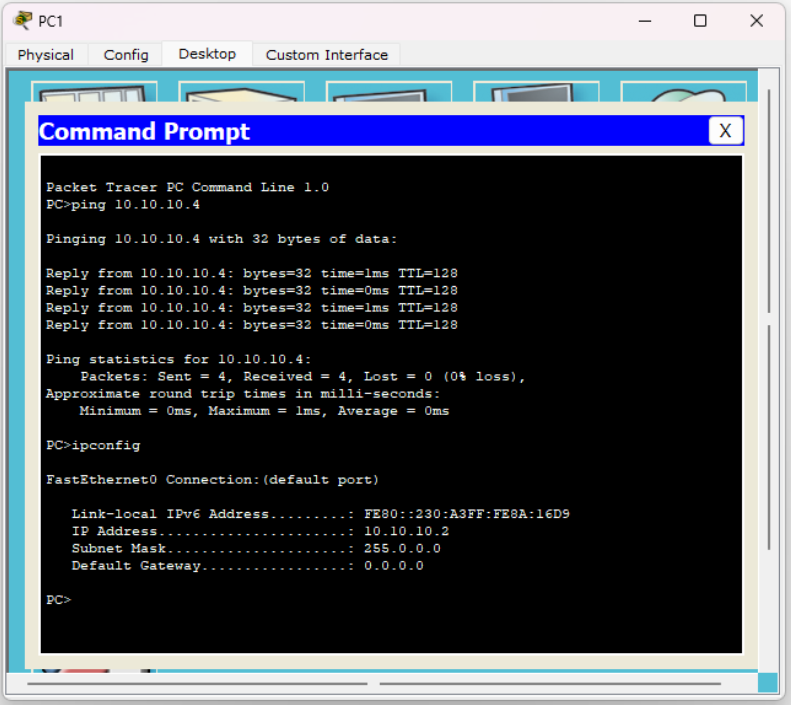 PC1
Physical Config Desktop Custom Interface
Command Prompt X
Packet Tracer PC Command Line 1.0
PC>ping 10.10.10.4
Pinging 10.10.10.4 with 32 bytes of data:
Reply from 10.10.10.4: bytes=32 time=1ms TTL=128
Reply from 10.10.10.4: bytes=32 time=0ms TTL=128
Reply from 10.10.10.4: bytes=32 time=1ms TTL=128
Reply from 10.10.10.4: bytes=32 time=0ms TTL=128
Ping statistics for 10.10.10.4:
Packets: Sent = 4, Received = 4, Lost = 0 (0% loss),
Approximate round trip times in milli-seconds:
Minimum = 0ms, Maximum = 1ms, Average = 0ms
PC>ipconfig
FastEthernet0 Connection:(default port)
Link-local IPv6 Address.........: FE80::230:A3FF:FE8A:16D9
IP Address......................: 10.10.10.2
Subnet Mask.....................: 255.0.0.0
Default Gateway.................: 0.0.0.0
PC>